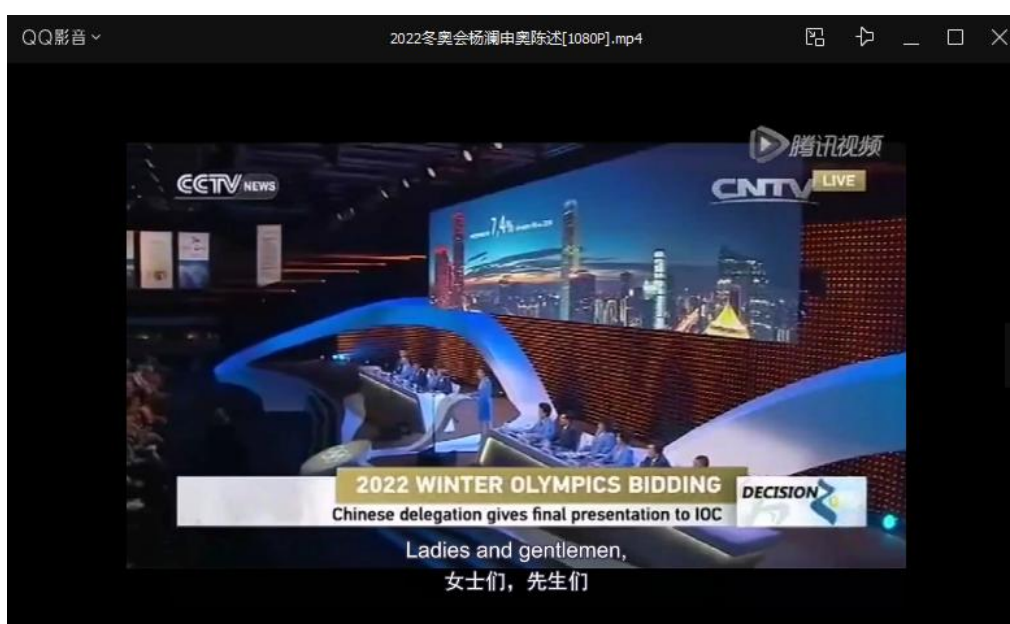 QQ影音
2022冬奥会杨澜申奥陈述[1080P].mp4
腾讯视频
CCTV NEWS
CNTV LIVE
7.4%
2022 WINTER OLYMPICS BIDDING
DECISION
Chinese delegation gives final presentation to IOC
Ladies and gentlemen,
女士们，先生们